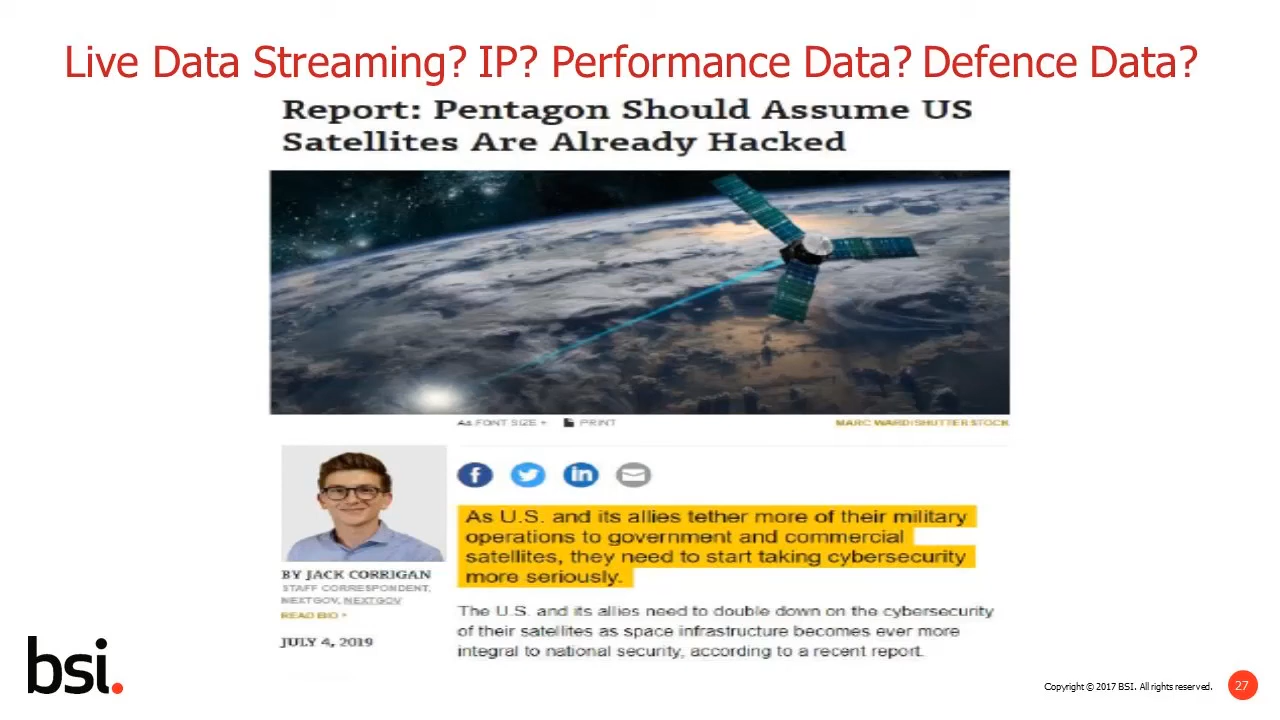 Live Data Streaming? IP? Performance Data? Defence Data?
Report: Pentagon Should Assume US
Satellites Are Already Hacked
Aa FONT SIZE + PRINT
MARC WARD/SHUTTERSTOCK
As U.S. and its allies tether more of their military
operations to government and commercial
satellites, they need to start taking cybersecurity
more seriously.
BY JACK CORRIGAN
STAFF CORRESPONDENT,
NEXTGOV, NEXTGOV
READ BIO
JULY 4, 2019
The U.S. and its allies need to double down on the cybersecurity
of their satellites as space infrastructure becomes ever more
integral to national security, according to a recent report.
bsi.
Copyright © 2017 BSI. All rights reserved.
27